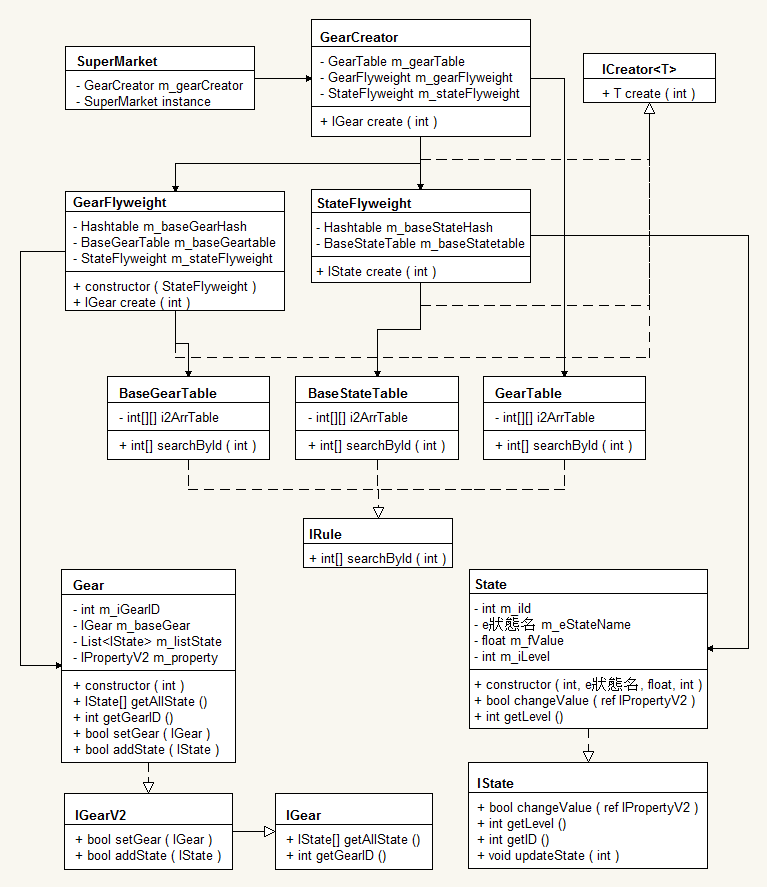 SuperMarket
- GearCreator m_gearCreator
- SuperMarket instance
GearCreator
- GearTable m_gearTable
- GearFlyweight m_gearFlyweight
- StateFlyweight m_stateFlyweight
+ IGear create ( int )
ICreator<T>
+ T create ( int )
GearFlyweight
- Hashtable m_baseGearHash
- BaseGearTable m_baseGeartable
- StateFlyweight m_stateFlyweight
+ constructor ( StateFlyweight )
+ IGear create ( int )
StateFlyweight
- Hashtable m_baseStateHash
- BaseStateTable m_baseStatetable
+ IState create ( int )
BaseGearTable
- int[][] i2ArrTable
+ int[] searchById ( int )
BaseStateTable
- int[][] i2ArrTable
+ int[] searchById ( int )
GearTable
- int[][] i2ArrTable
+ int[] searchById ( int )
IRule
+ int[] searchById ( int )
Gear
- int m_iGearID
- IGear m_baseGear
- List<IState> m_listState
- IPropertyV2 m_property
+ constructor ( int )
+ IState[] getAllState ()
+ int getGearID ()
+ bool setGear ( IGear )
+ bool addState ( IState )
State
- int m_iId
- e狀態名 m_eStateName
- float m_fValue
- int m_iLevel
+ constructor ( int, e狀態名, float, int )
+ bool changeValue ( ref IPropertyV2 )
+ int getLevel ()
IGearV2
+ bool setGear ( IGear )
+ bool addState ( IState )
IGear
+ IState[] getAllState ()
+ int getGearID ()
IState
+ bool changeValue ( ref IPropertyV2 )
+ int getLevel ()
+ int getID ()
+ void updateState ( int )